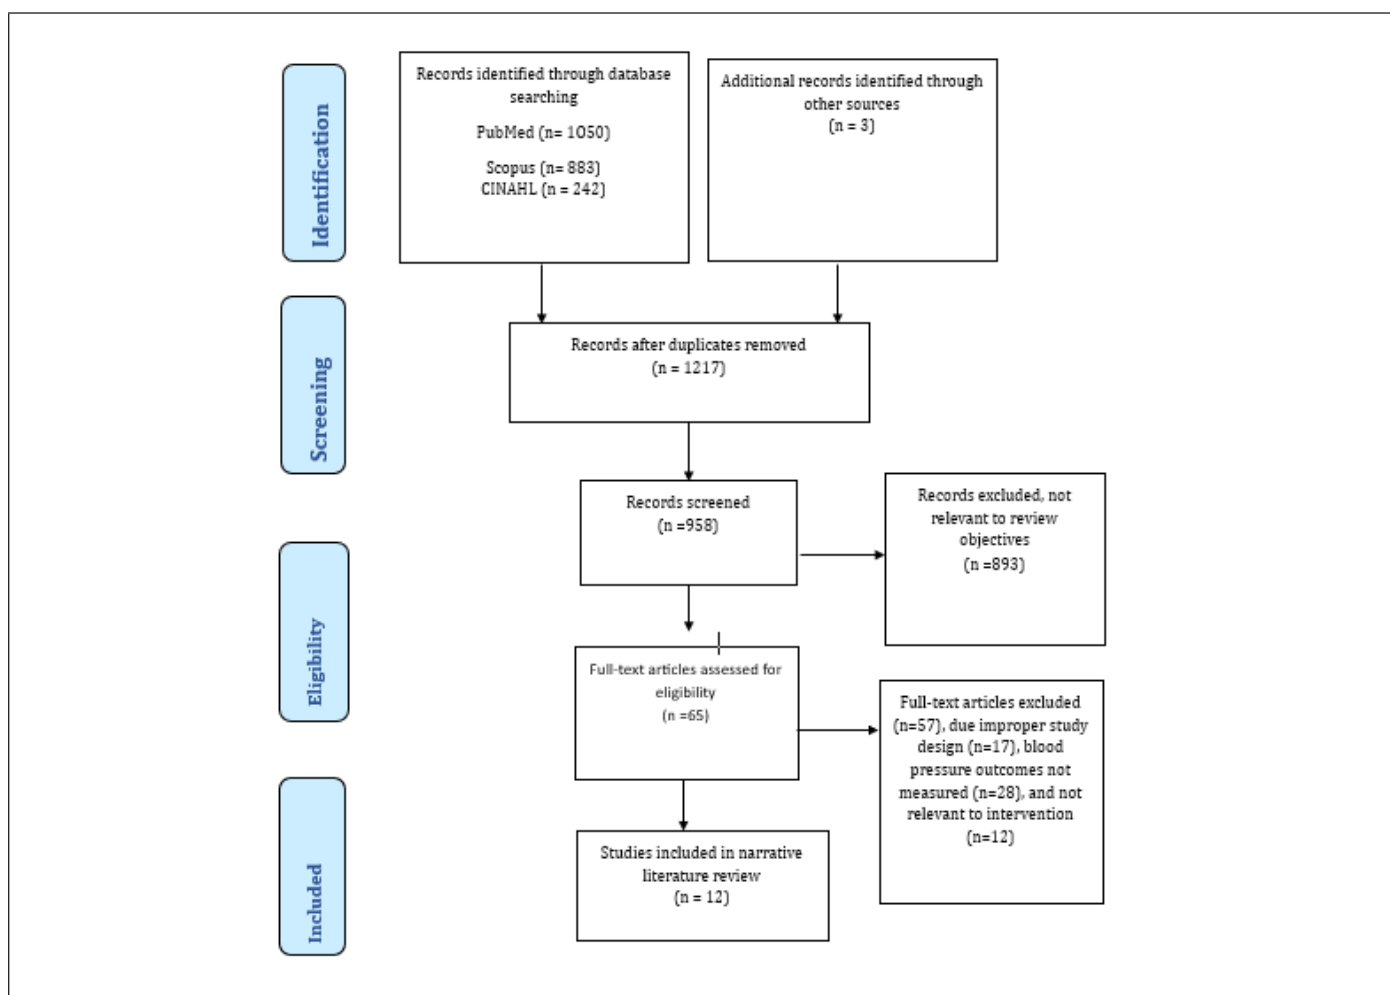 Identification
Records identified through database
searching
PubMed (n= 1050)
Scopus (n= 883)
CINAHL (n = 242)
Additional records identified through
other sources
(n = 3)
Screening
Records after duplicates removed
(n = 1217)
Records screened
(n =958)
Records excluded, not
relevant to review
objectives
(n =893)
Eligibility
Full-text articles assessed for
eligibility
(n =65)
Full-text articles excluded
(n=57), due improper study
design (n=17), blood
pressure outcomes not
measured (n=28), and not
relevant to intervention
(n=12)
Included
Studies included in narrative
literature review
(n = 12)